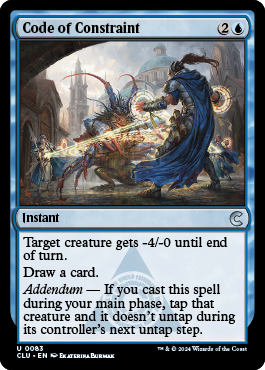 Code of Constraint 2
Instant
Target creature gets -4/-0 until end
of turn.
Draw a card.
Addendum — If you cast this spell
during your main phase, tap that
creature and it doesn't untap during
its controller's next untap step.
U 0083
CLU • EN EKATERINA BURMAK
™ & © 2024 Wizards of the Coast